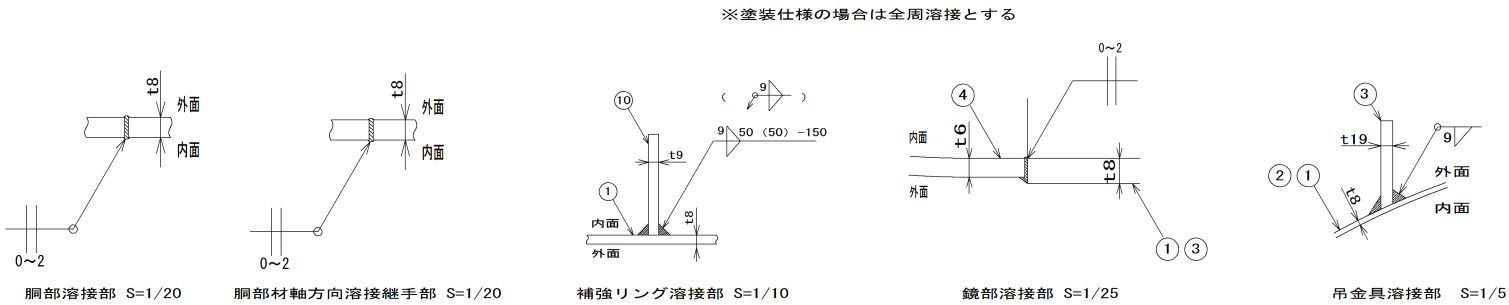 ※塗装仕様の場合は全周溶接とする
t8
外面
内面
0~2
胴部溶接部 S=1/20
t8
外面
内面
0~2
胴部材軸方向溶接継手部 S=1/20
10
( 9 )
9 50 (50) -150
t9
1
t8
内面
外面
補強リング溶接部 S=1/10
0~2
4
内面
t6
外面
t8
1 3
鏡部溶接部 S=1/25
3
t19
9
2 1
t8
外面
内面
吊金具溶接部 S=1/5